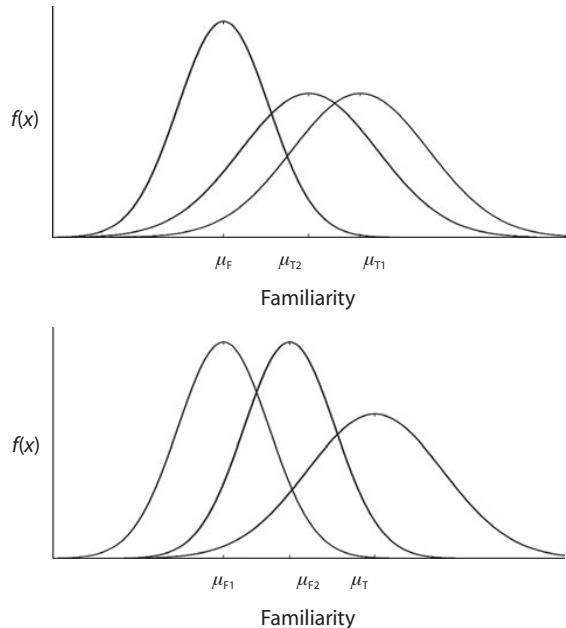 f(x)
μF μT2 μT1
Familiarity
f(x)
μF1 μF2 μT
Familiarity